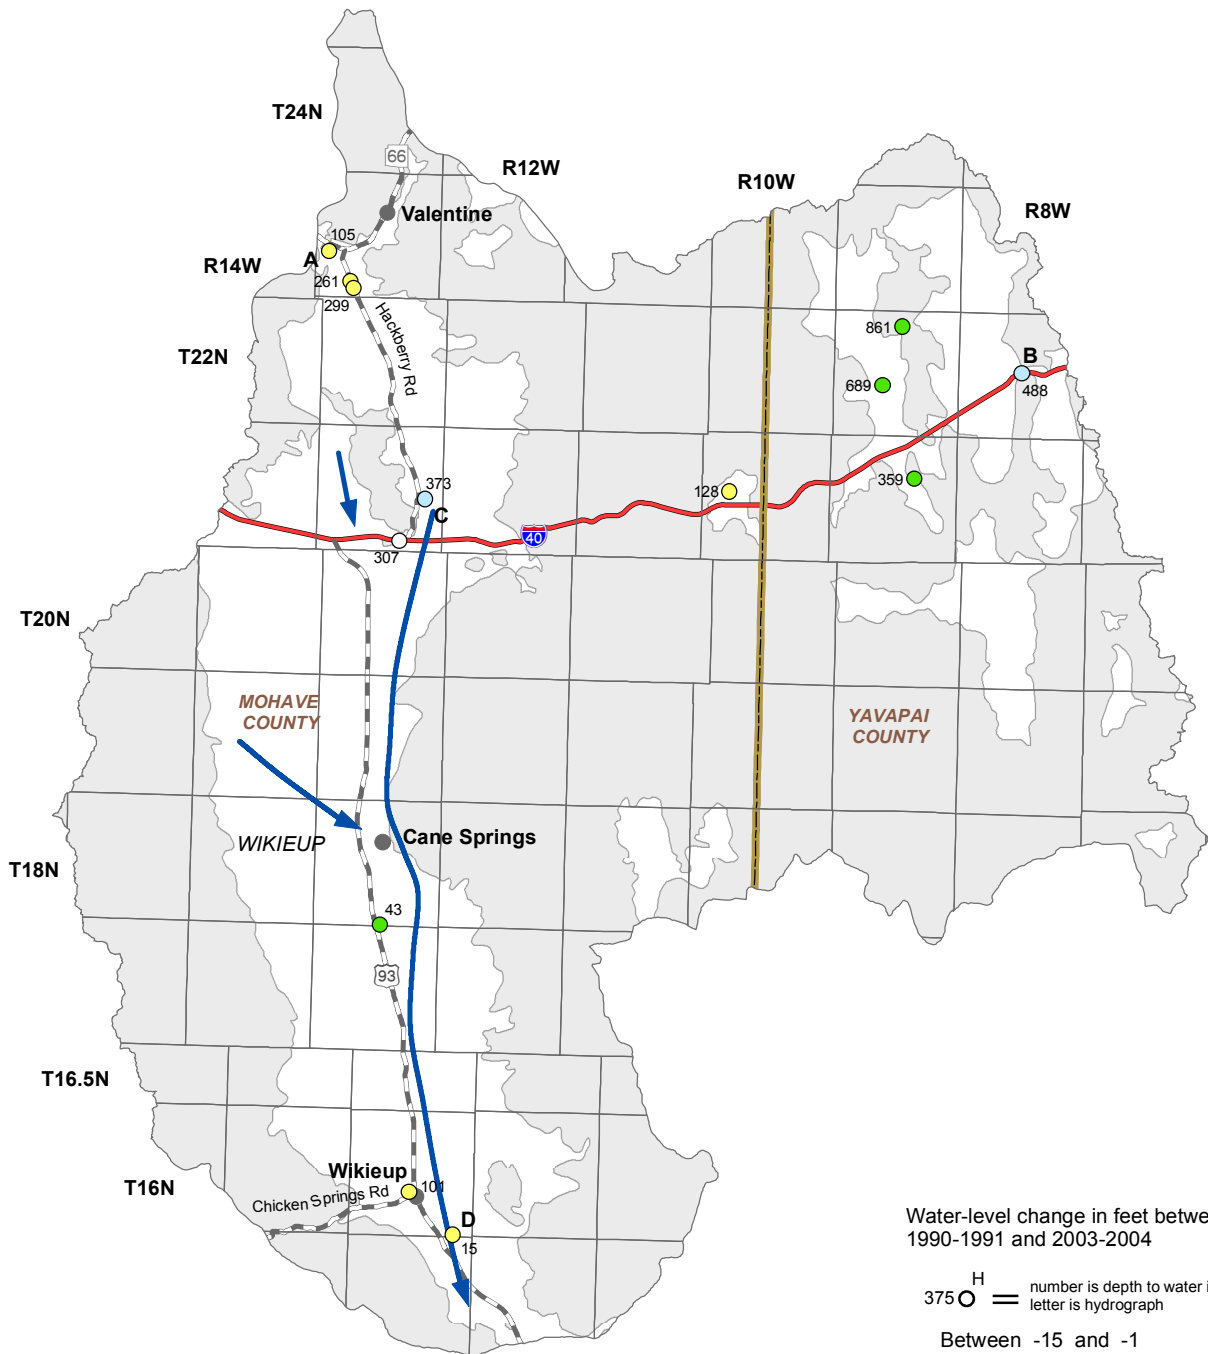 T24N
66
R12W
R10W
R8W
Valentine
105
A
R14W
261
299
Hackberry Rd
T22N
861
B
689
488
373
C
128
359
307
40
T20N
MOHAVE
COUNTY
YAVAPAI
COUNTY
WIKIEUP
Cane Springs
T18N
43
93
T16.5N
T16N
Wikieup
101
Chicken Springs Rd
D
15
Water-level change in feet betwe
1990-1991 and 2003-2004
H
375
number is depth to water i
letter is hydrograph
Between -15 and -1